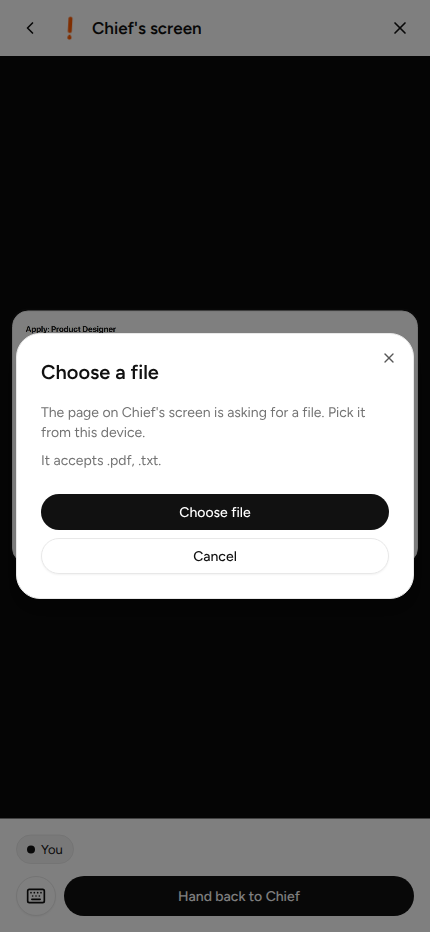 Chief's screen
Apply: Product Designer
Choose a file
The page on Chief's screen is asking for a file. Pick it
from this device.
It accepts .pdf, .txt.
Choose file
Cancel
You
Hand back to Chief